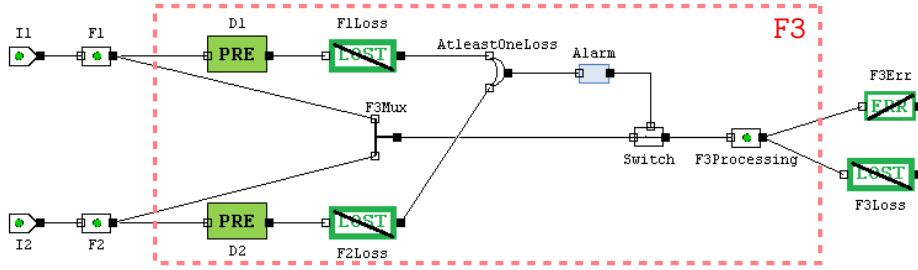 I1
F1
D1
PRE
F1Loss
LOST
AtleastOneLoss
Alarm
F3
F3Err
ERR
F3Mux
Switch
F3Processing
LOST
F3Loss
I2
F2
PRE
D2
LOST
F2Loss